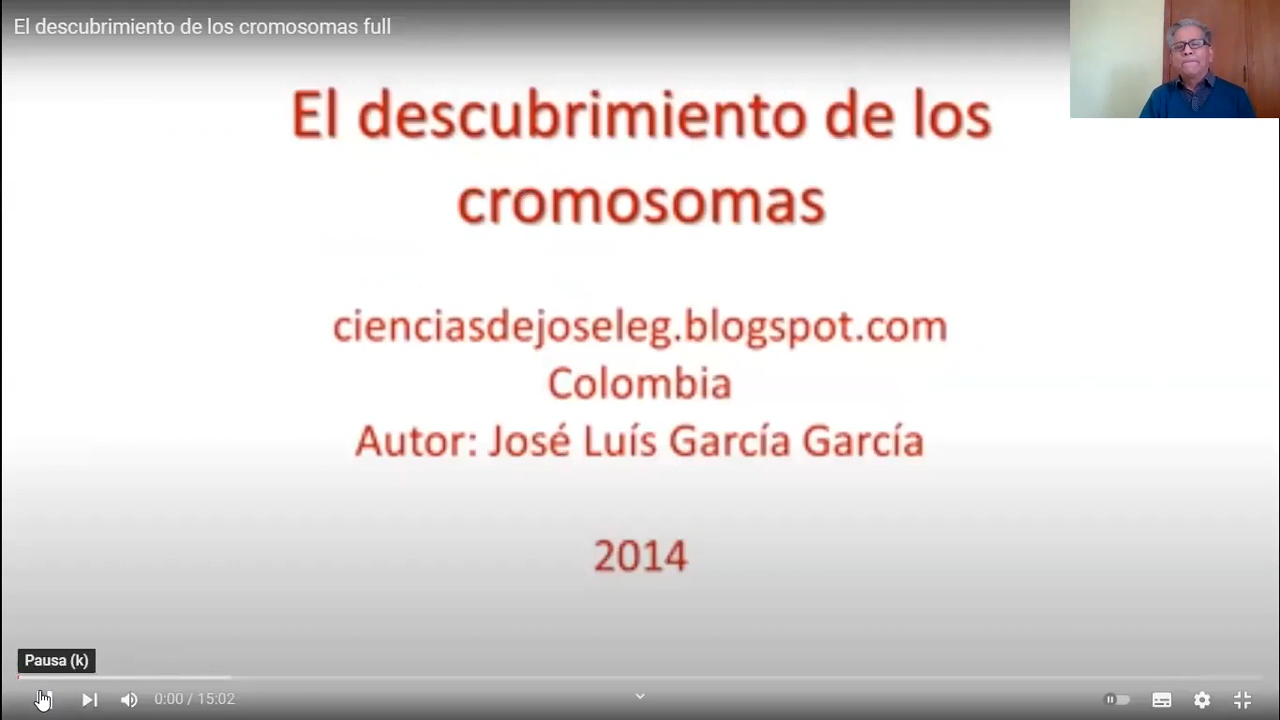 El descubrimiento de los cromosomas full
El descubrimiento de los
cromosomas
cienciasdejoseleg.blogspot.com
Colombia
Autor: José Luís García García
2014
Pausa (k)
0:00 / 15:02